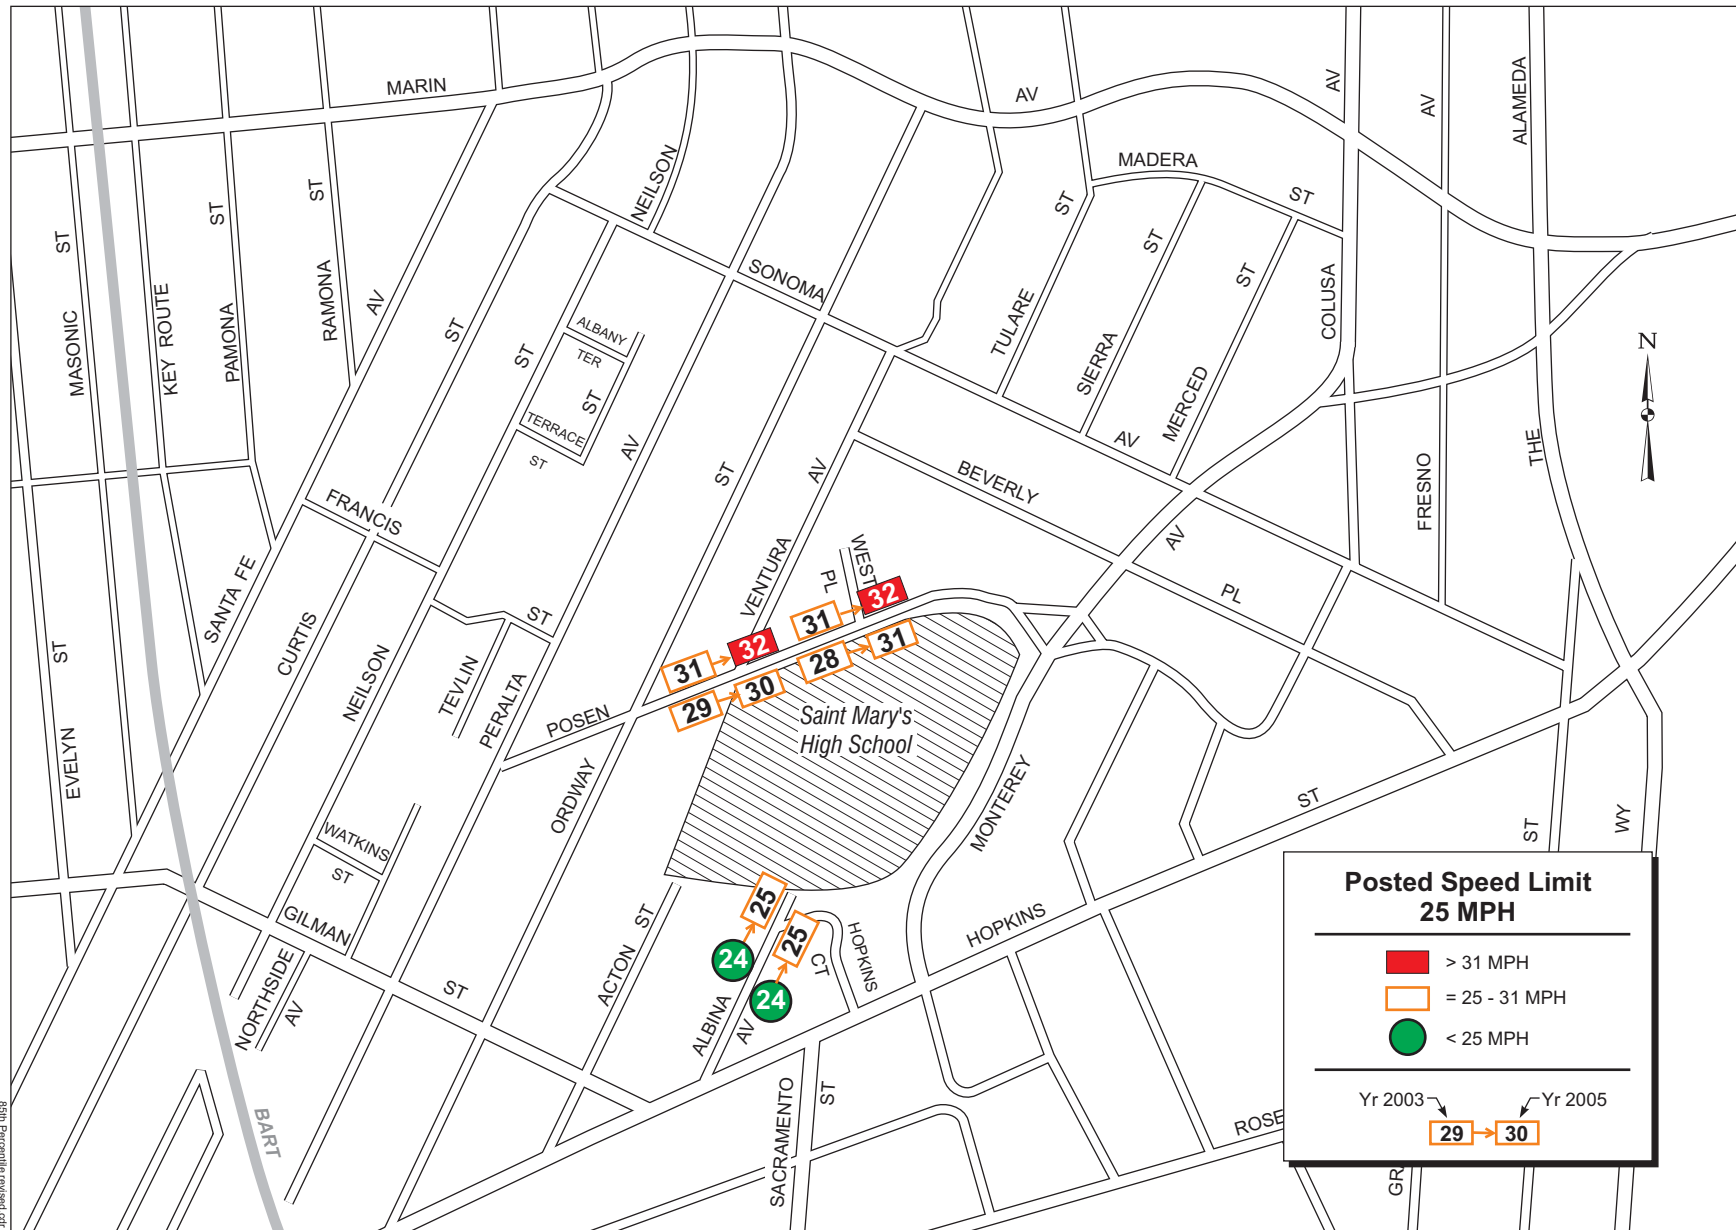 MARIN
AV
AV
AV
ALAMEDA
MADERA
ST
NEILSON
ST
ST
ST
ST
ST
ST
MASONIC
KEY ROUTE
PAMONA
RAMONA
AV
ST
ST
ALBANY
TER
ST
TERRACE
ST
AV
SONOMA
TULARE
SIERRA
MERCED
COLUSA
N
AV
THE
ST
AV
BEVERLY
FRESNO
FRANCIS
AV
SANTA FE
VENTURA
WEST
PL
PL
ST
CURTIS
NEILSON
TEVLIN
PERALTA
ST
EVELYN
POSEN
31
32
31
32
29
30
28
31
Saint Mary's
High School
ORDWAY
MONTEREY
ST
ST
WY
WATKINS
ST
GILMAN
ST
NORTHSIDE
AV
ACTON
ST
25
25
24
24
CT
HOPKINS
HOPKINS
ALBINA
AV
SACRAMENTO
ST
BART
ROSE
GR
Posted Speed Limit
25 MPH
> 31 MPH
= 25 - 31 MPH
< 25 MPH
Yr 2003
Yr 2005
29
30
85th Percentile revised.cdr